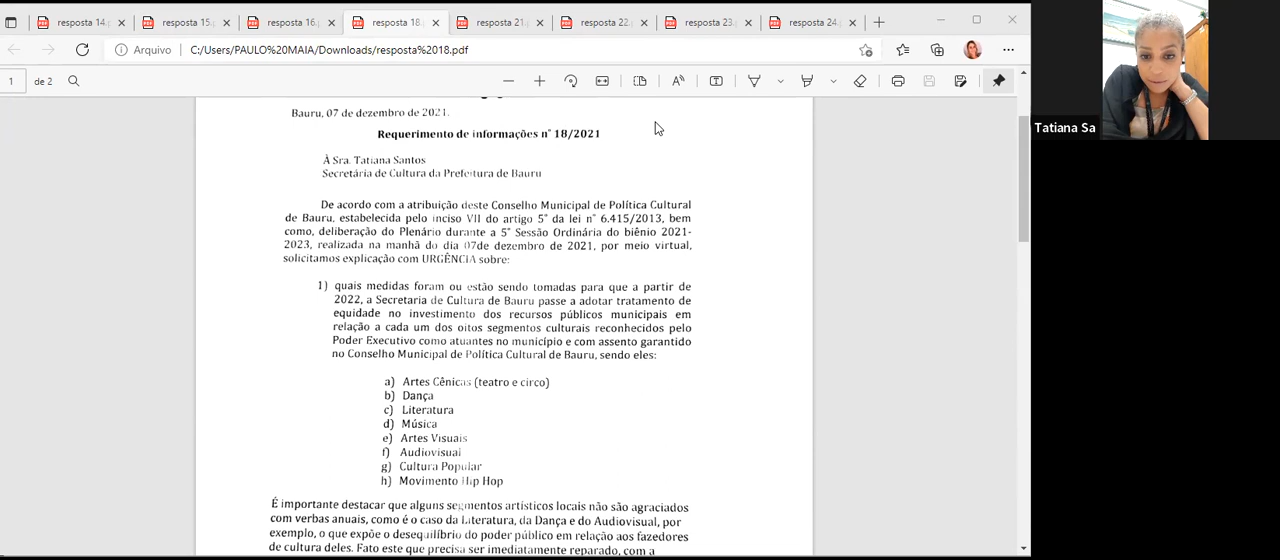 resposta 14.
resposta 15.
resposta 16.
resposta 18.
resposta 21.
resposta 22.
resposta 23.
resposta 24.
Arquivo C:/Users/PAULO%20MAIA/Downloads/resposta%2018.pdf
1 de 2
Bauru, 07 de dezembro de 2021.
Requerimento de informações n° 18/2021
À Sra. Tatiana Santos
Secretária de Cultura da Prefeitura de Bauru
De acordo com a atribuição deste Conselho Municipal de Política Cultural
de Bauru, estabelecida pelo inciso VII do artigo 5° da lei n° 6.415/2013, bem
como, deliberação do Plenário durante a 5° Sessão Ordinária do biênio 2021-
2023, realizada na manhã do dia 07de dezembro de 2021, por meio virtual,
solicitamos explicação com URGÊNCIA sobre:
1) quais medidas foram ou estão sendo tomadas para que a partir de
2022, a Secretaria de Cultura de Bauru passe a adotar tratamento de
equidade no investimento dos recursos públicos municipais em
relação a cada um dos oitos segmentos culturais reconhecidos pelo
Poder Executivo como atuantes no município e com assento garantido
no Conselho Municipal de Política Cultural de Bauru, sendo eles:
a) Artes Cênicas (teatro e circo)
b) Dança
c) Literatura
d) Música
e) Artes Visuais
f) Audiovisual
g) Cultura Popular
h) Movimento Hip Hop
É importante destacar que alguns segmentos artísticos locais não são agraciados
com verbas anuais, como é o caso da Literatura, da Dança e do Audiovisual, por
exemplo, o que expõe o desequilíbrio do poder público em relação aos fazedores
de cultura deles. Fato este que precisa ser imediatamente reparado, com a
Tatiana Sa